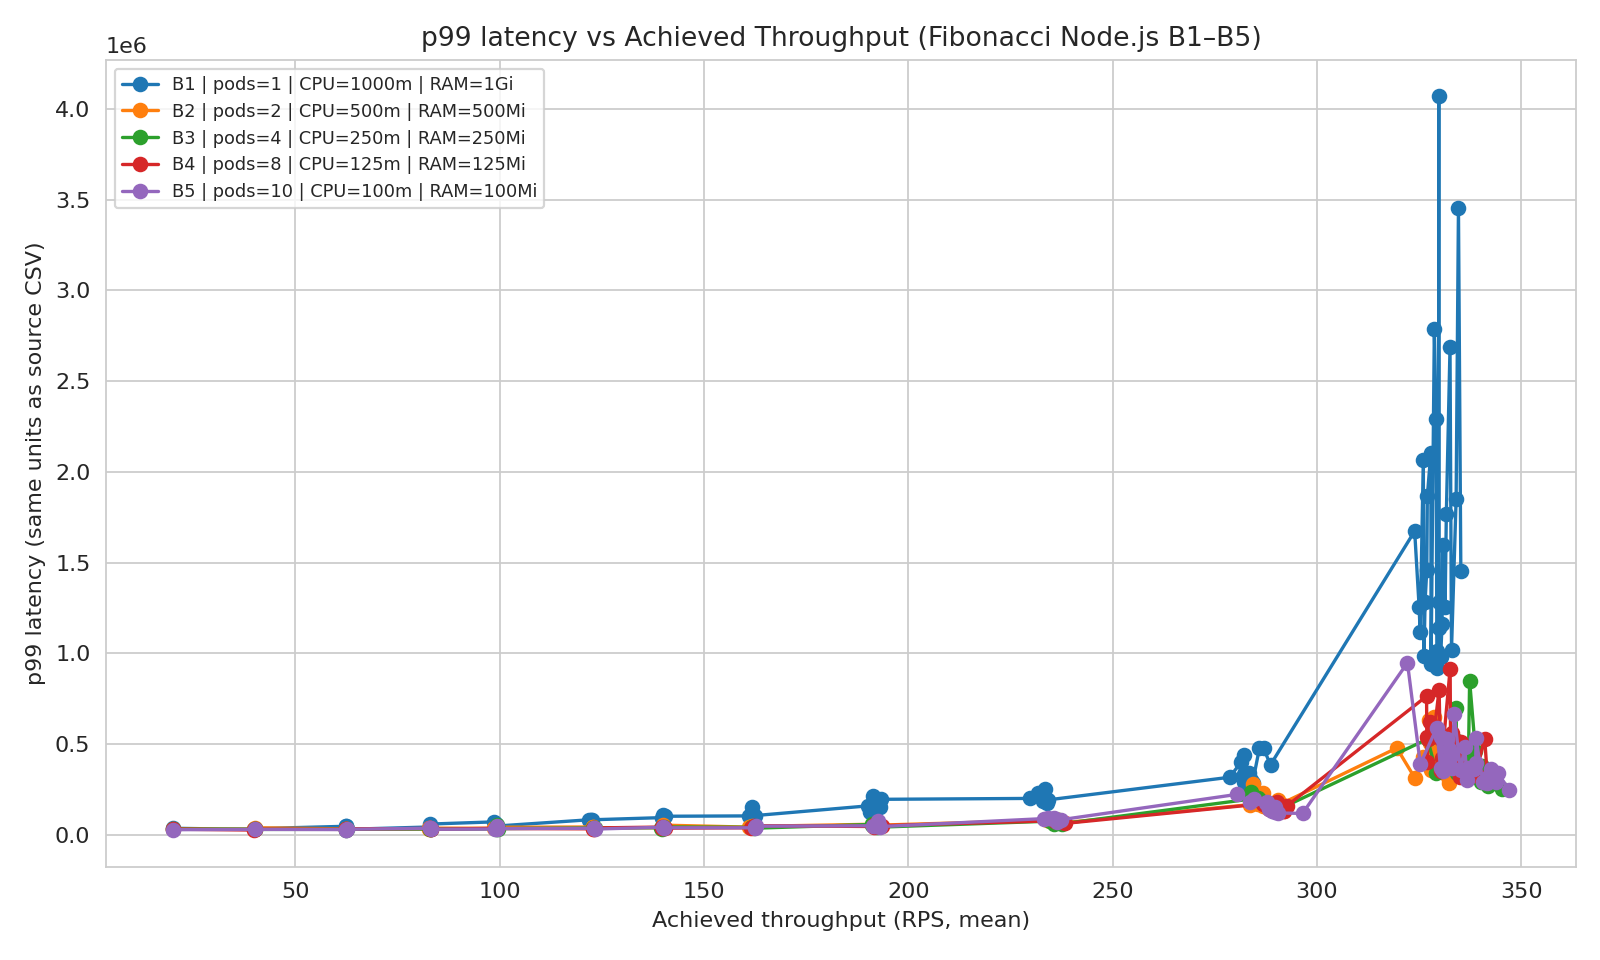 p99 latency vs Achieved Throughput (Fibonacci Node.js B1–B5)
1e6
B1 | pods=1 | CPU=1000m | RAM=1Gi
B2 | pods=2 | CPU=500m | RAM=500Mi
B3 | pods=4 | CPU=250m | RAM=250Mi
B4 | pods=8 | CPU=125m | RAM=125Mi
B5 | pods=10 | CPU=100m | RAM=100Mi
p99 latency (same units as source CSV)
4.0
3.5
3.0
2.5
2.0
1.5
1.0
0.5
0.0
50 100 150 200 250 300 350
Achieved throughput (RPS, mean)